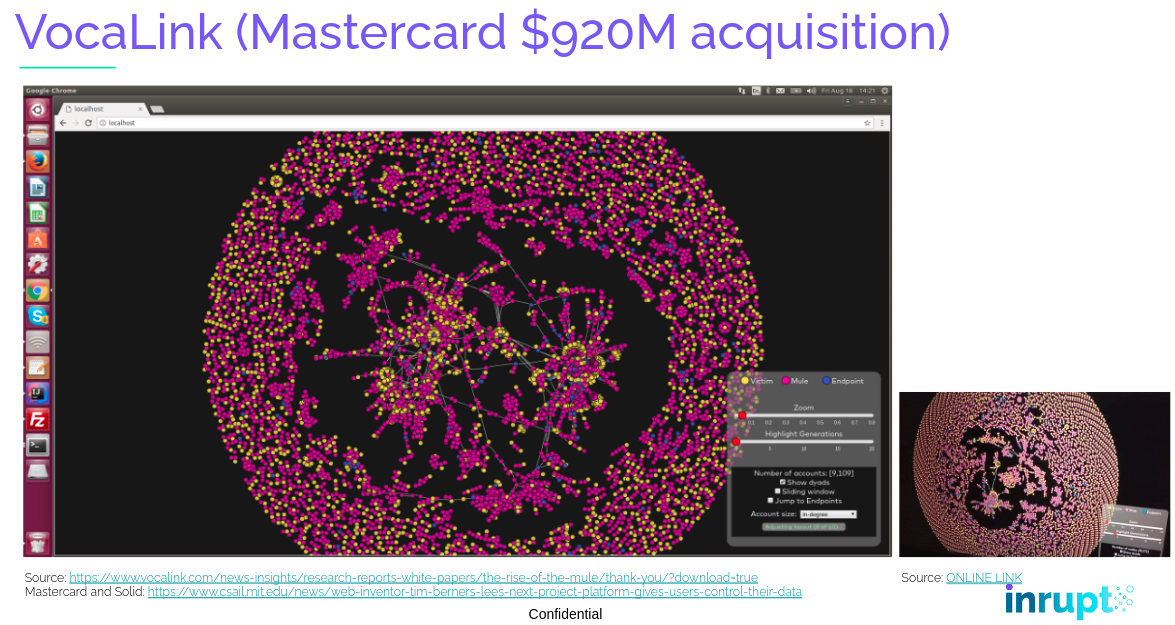 VocaLink (Mastercard $920M acquisition)
Google Chrome
Fri Aug 18 14:21
localhost
localhost
Victim Mule Endpoint
Zoom
0.1 0.2 0.3 0.4 0.5 0.6 0.7 0.8
Highlight Generations
5 10 15 20
Number of accounts: [9,109]
Show dyads
Sliding window
Jump to Endpoints
Account size: In-degree
Source: https://www.vocalink.com/news-insights/research-reports-white-papers/the-rise-of-the-mule/thank-you/?download=true
Mastercard and Solid: https://www.csail.mit.edu/news/web-inventor-tim-berners-lees-next-project-platform-gives-users-control-their-data
Source: ONLINE LINK
inrupt
Confidential